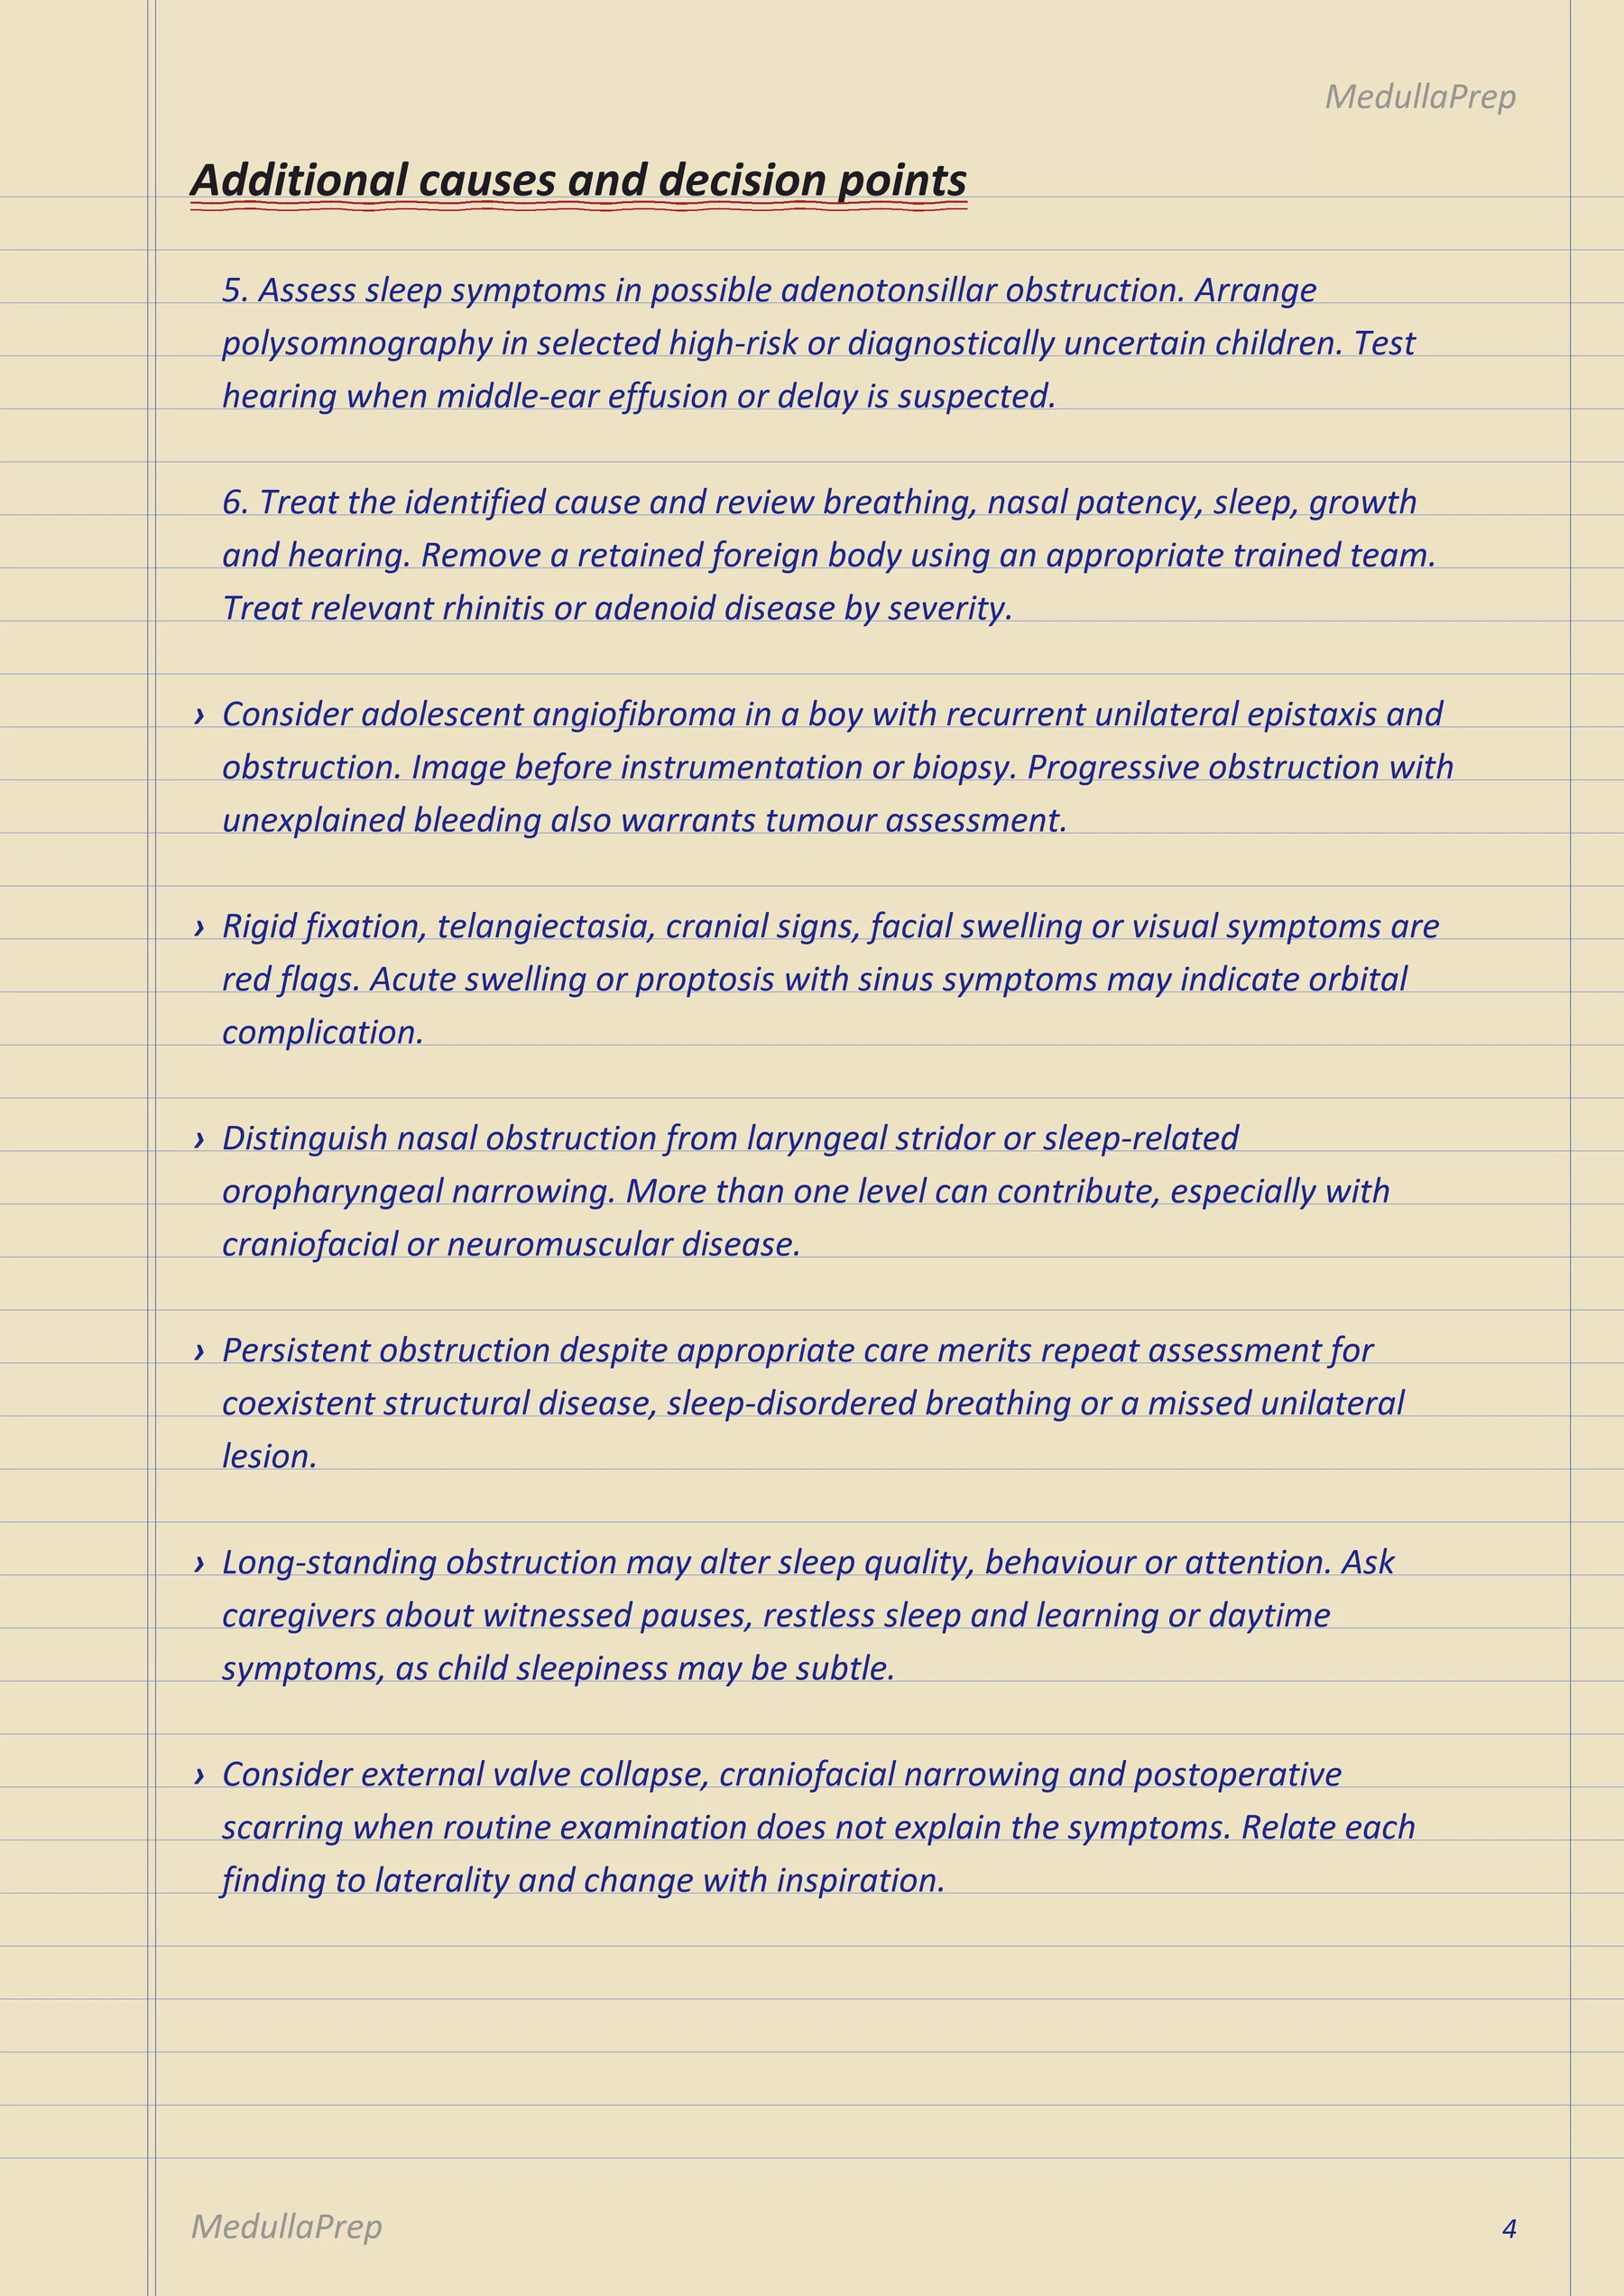 MedullaPrep
Additional causes and decision points
5. Assess sleep symptoms in possible adenotonsillar obstruction. Arrange
polysomnography in selected high-risk or diagnostically uncertain children. Test
hearing when middle-ear effusion or delay is suspected.
6. Treat the identified cause and review breathing, nasal patency, sleep, growth
and hearing. Remove a retained foreign body using an appropriate trained team.
Treat relevant rhinitis or adenoid disease by severity.
› Consider adolescent angiofibroma in a boy with recurrent unilateral epistaxis and
obstruction. Image before instrumentation or biopsy. Progressive obstruction with
unexplained bleeding also warrants tumour assessment.
› Rigid fixation, telangiectasia, cranial signs, facial swelling or visual symptoms are
red flags. Acute swelling or proptosis with sinus symptoms may indicate orbital
complication.
› Distinguish nasal obstruction from laryngeal stridor or sleep-related
oropharyngeal narrowing. More than one level can contribute, especially with
craniofacial or neuromuscular disease.
› Persistent obstruction despite appropriate care merits repeat assessment for
coexistent structural disease, sleep-disordered breathing or a missed unilateral
lesion.
› Long-standing obstruction may alter sleep quality, behaviour or attention. Ask
caregivers about witnessed pauses, restless sleep and learning or daytime
symptoms, as child sleepiness may be subtle.
› Consider external valve collapse, craniofacial narrowing and postoperative
scarring when routine examination does not explain the symptoms. Relate each
finding to laterality and change with inspiration.
MedullaPrep
4